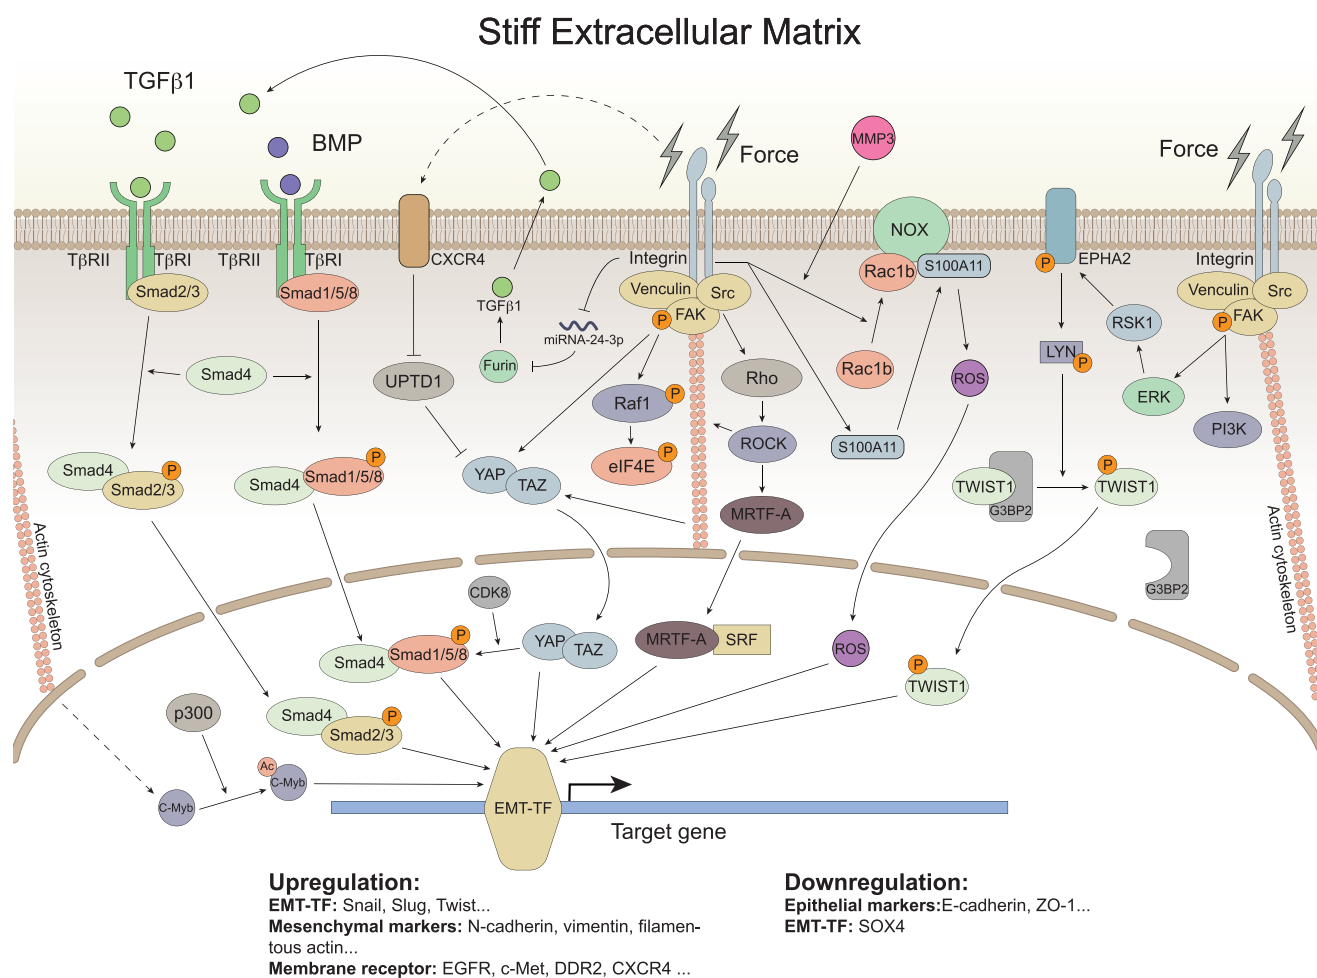 Stiff Extracellular Matrix
TGFβ1
BMP
Force
MMP3
Force
NOX
TβRII
TβRI
TβRII
TβRI
CXCR4
Integrin
Rac1b
S100A11
P
EPHA2
Integrin
Smad2/3
Smad1/5/8
TGFβ1
Venculin
Src
FAK
P
RSK1
Venculin
Src
FAK
P
miRNA-24-3p
LYN
P
Smad4
UPTD1
Furin
Rho
Rac1b
ROS
ERK
Raf1
P
PI3K
ROCK
S100A11
Smad4
Smad2/3
P
Smad4
Smad1/5/8
P
YAP
TAZ
eIF4E
P
TWIST1
G3BP2
P
TWIST1
MRTF-A
Actin cytoskeleton
Actin cytoskeleton
G3BP2
CDK8
Smad4
Smad1/5/8
P
YAP
TAZ
MRTF-A
SRF
ROS
P
TWIST1
p300
Smad4
Smad2/3
P
Ac
C-Myb
C-Myb
EMT-TF
Target gene
Upregulation:
EMT-TF: Snail, Slug, Twist...
Mesenchymal markers: N-cadherin, vimentin, filamen-
tous actin...
Membrane receptor: EGFR, c-Met, DDR2, CXCR4 ...
Downregulation:
Epithelial markers:E-cadherin, ZO-1...
EMT-TF: SOX4